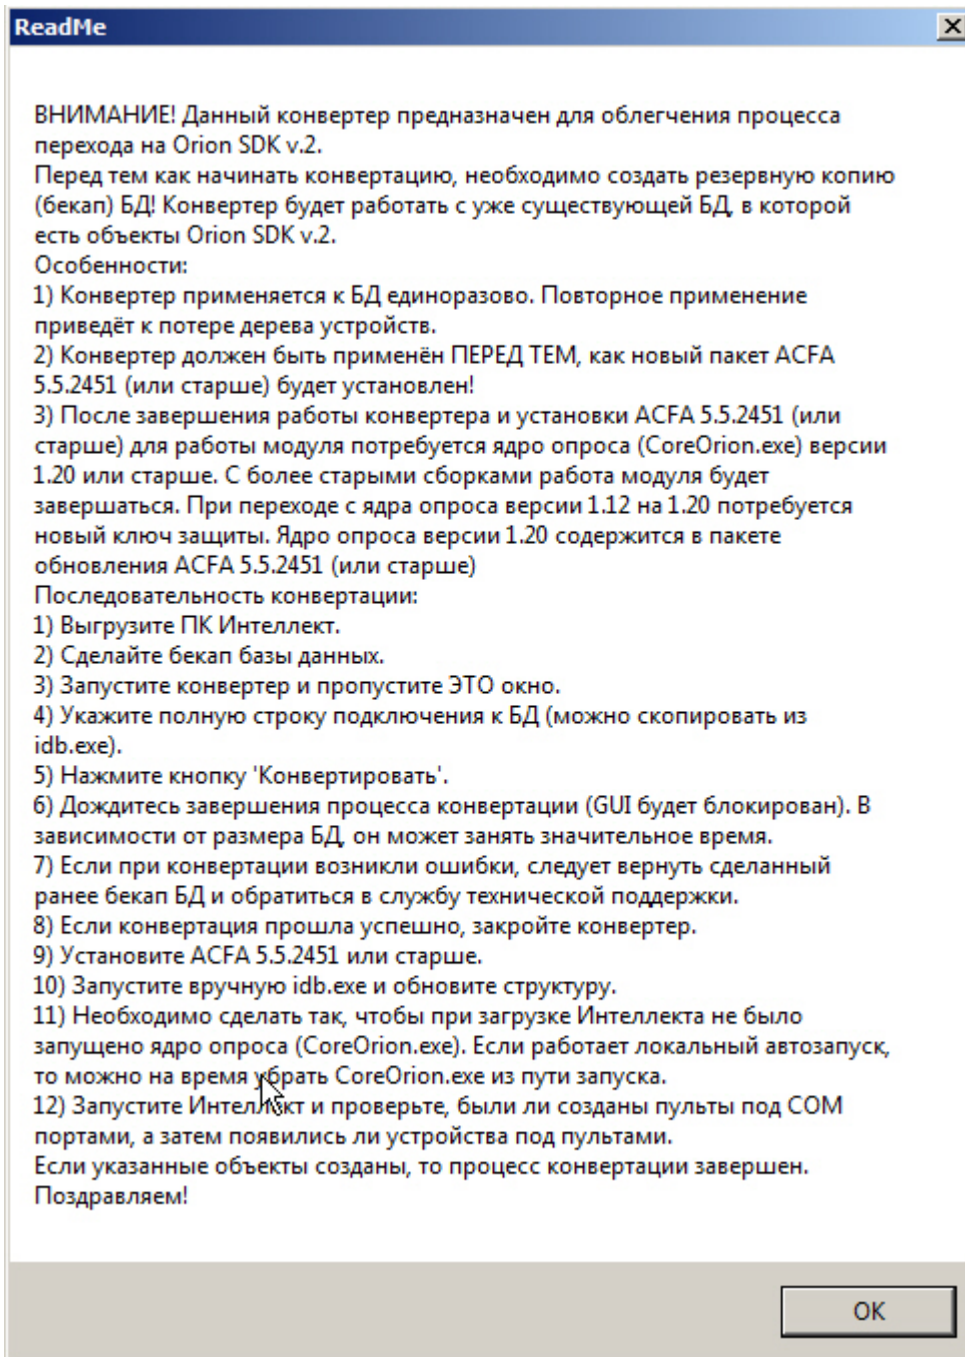 ReadMe
ВНИМАНИЕ! Данный конвертер предназначен для облегчения процесса
перехода на Orion SDK v.2.
Перед тем как начинать конвертацию, необходимо создать резервную копию
(бекап) БД! Конвертер будет работать с уже существующей БД, в которой
есть объекты Orion SDK v.2.
Особенности:
1) Конвертер применяется к БД единоразово. Повторное применение
приведёт к потере дерева устройств.
2) Конвертер должен быть применён ПЕРЕД ТЕМ, как новый пакет ACFA
5.5.2451 (или старше) будет установлен!
3) После завершения работы конвертера и установки ACFA 5.5.2451 (или
старше) для работы модуля потребуется ядро опроса (CoreOrion.exe) версии
1.20 или старше. С более старыми сборками работа модуля будет
завершаться. При переходе с ядра опроса версии 1.12 на 1.20 потребуется
новый ключ защиты. Ядро опроса версии 1.20 содержится в пакете
обновления ACFA 5.5.2451 (или старше)
Последовательность конвертации:
1) Выгрузите ПК Интеллект.
2) Сделайте бекап базы данных.
3) Запустите конвертер и пропустите ЭТО окно.
4) Укажите полную строку подключения к БД (можно скопировать из
idb.exe).
5) Нажмите кнопку 'Конвертировать'.
6) Дождитесь завершения процесса конвертации (GUI будет блокирован). В
зависимости от размера БД, он может занять значительное время.
7) Если при конвертации возникли ошибки, следует вернуть сделанный
ранее бекап БД и обратиться в службу технической поддержки.
8) Если конвертация прошла успешно, закройте конвертер.
9) Установите ACFA 5.5.2451 или старше.
10) Запустите вручную idb.exe и обновите структуру.
11) Необходимо сделать так, чтобы при загрузке Интеллекта не было
запущено ядро опроса (CoreOrion.exe). Если работает локальный автозапуск,
то можно на время убрать CoreOrion.exe из пути запуска.
12) Запустите Интеллект и проверьте, были ли созданы пульты под COM
портами, а затем появились ли устройства под пультами.
Если указанные объекты созданы, то процесс конвертации завершен.
Поздравляем!
OK